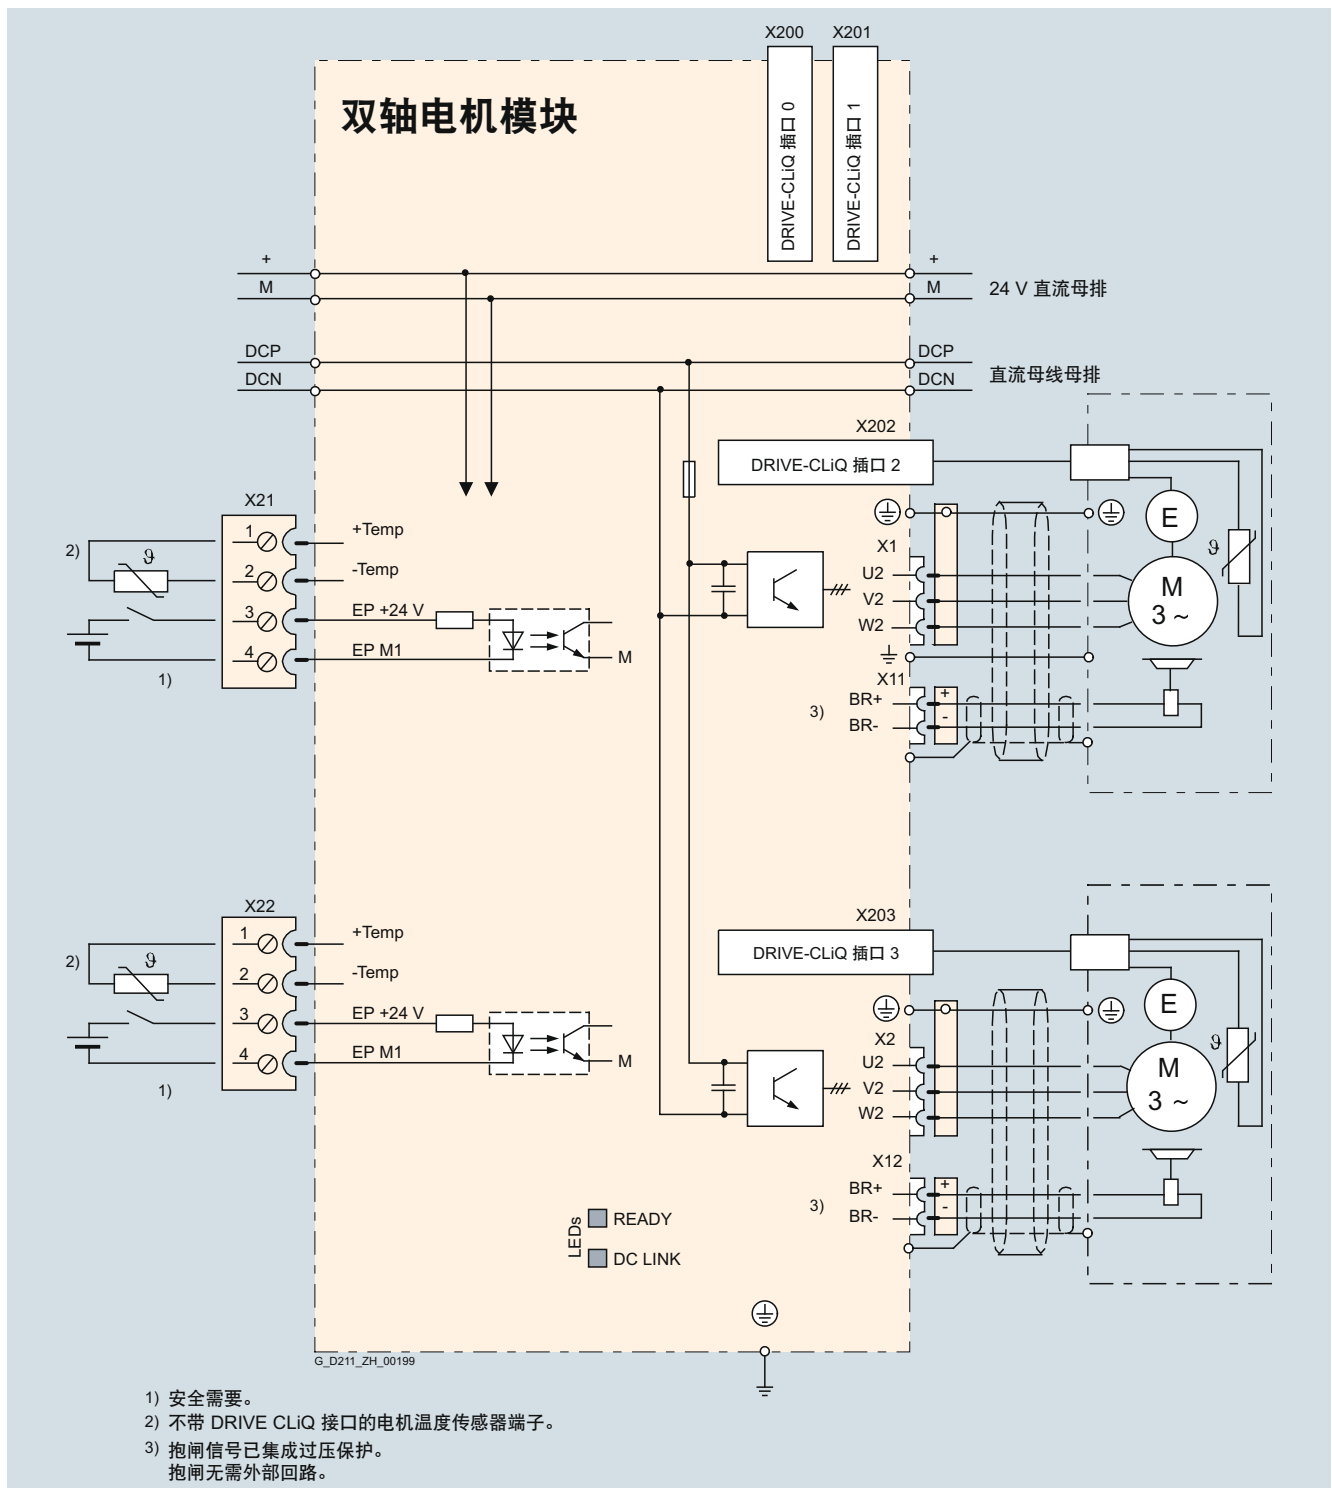 X200
X201
双轴电机模块
DRIVE-CLiQ 插口 0
DRIVE-CLiQ 插口 1
+
+
M
M
24 V 直流母排
DCP
DCP
DCN
DCN
直流母线母排
X202
DRIVE-CLiQ 插口 2
X21
1
+Temp
2)
ϑ
2
-Temp
3
EP +24 V
4
EP M1
M
1)
E
X1
U2
V2
W2
M
3 ~
ϑ
X11
3)
BR+
+
BR-
-
X22
1
+Temp
2)
ϑ
2
-Temp
3
EP +24 V
4
EP M1
M
1)
X203
DRIVE-CLiQ 插口 3
E
X2
U2
V2
W2
M
3 ~
ϑ
X12
3)
BR+
+
BR-
-
LEDs
READY
DC LINK
G_D211_ZH_00199
1) 安全需要。
2) 不带 DRIVE CLiQ 接口的电机温度传感器端子。
3) 抱闸信号已集成过压保护。
抱闸无需外部回路。